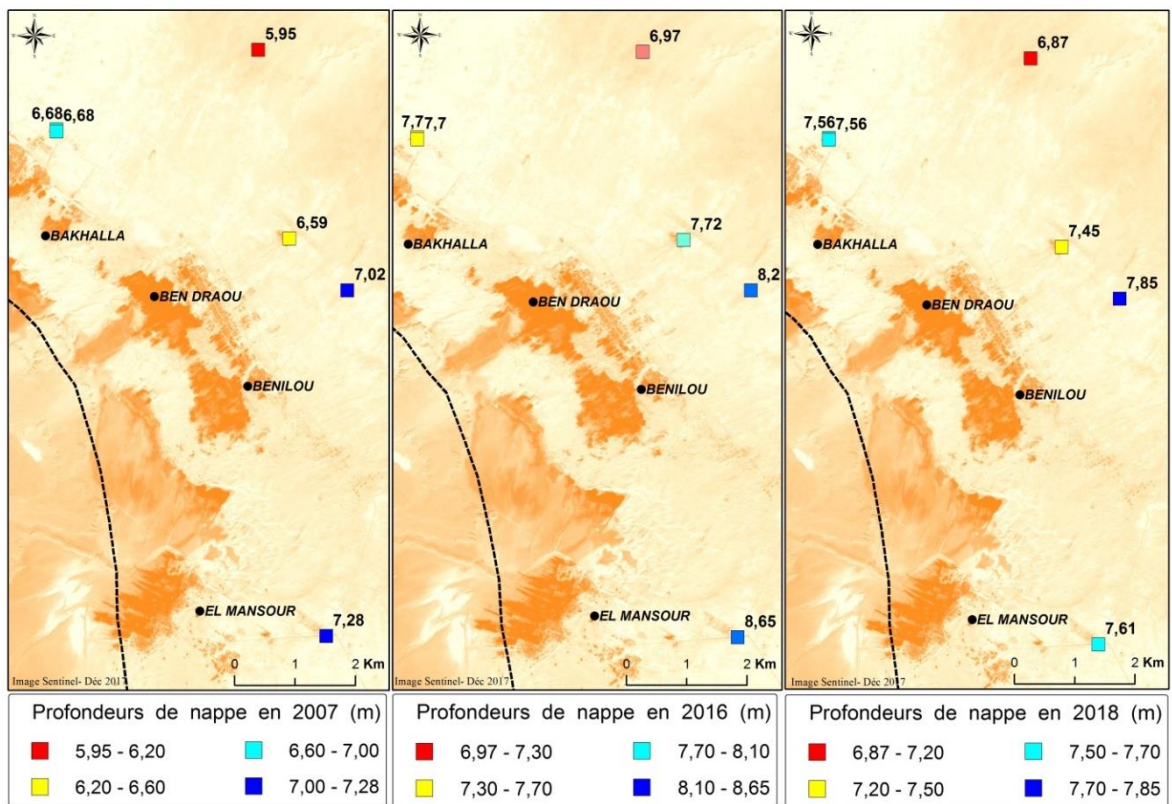 5,95
6,68 6,68
6,59
BAKHALLA
7,02
BEN DRAOU
BENILOU
EL MANSOUR
7,28
0 1 2 Km
Image Sentinel- Déc 2017
Profondeurs de nappe en 2007 (m)
5,95 - 6,20
6,60 - 7,00
6,20 - 6,60
7,00 - 7,28
6,97
7,77,7
7,72
BAKHALLA
8,2
BEN DRAOU
BENILOU
EL MANSOUR
8,65
0 1 2 Km
Image Sentinel- Déc 2017
Profondeurs de nappe en 2016 (m)
6,97 - 7,30
7,70 - 8,10
7,30 - 7,70
8,10 - 8,65
6,87
7,56 7,56
7,45
BAKHALLA
7,85
BEN DRAOU
BENILOU
EL MANSOUR
7,61
0 1 2 Km
Image Sentinel- Déc 2017
Profondeurs de nappe en 2018 (m)
6,87 - 7,20
7,50 - 7,70
7,20 - 7,50
7,70 - 7,85